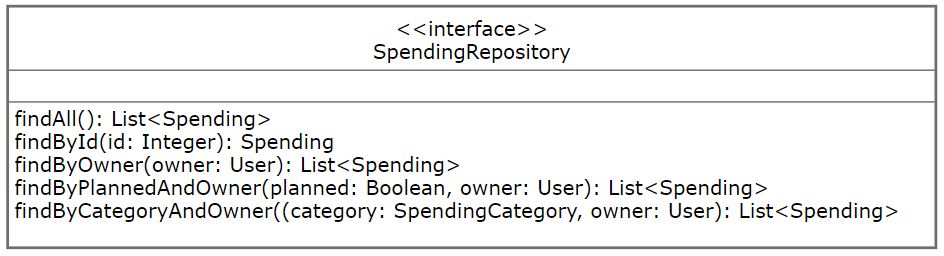 <<interface>>
SpendingRepository
findAll(): List<Spending>
findById(id: Integer): Spending
findByOwner(owner: User): List<Spending>
findByPlannedAndOwner(planned: Boolean, owner: User): List<Spending>
findByCategoryAndOwner((category: SpendingCategory, owner: User): List<Spending>